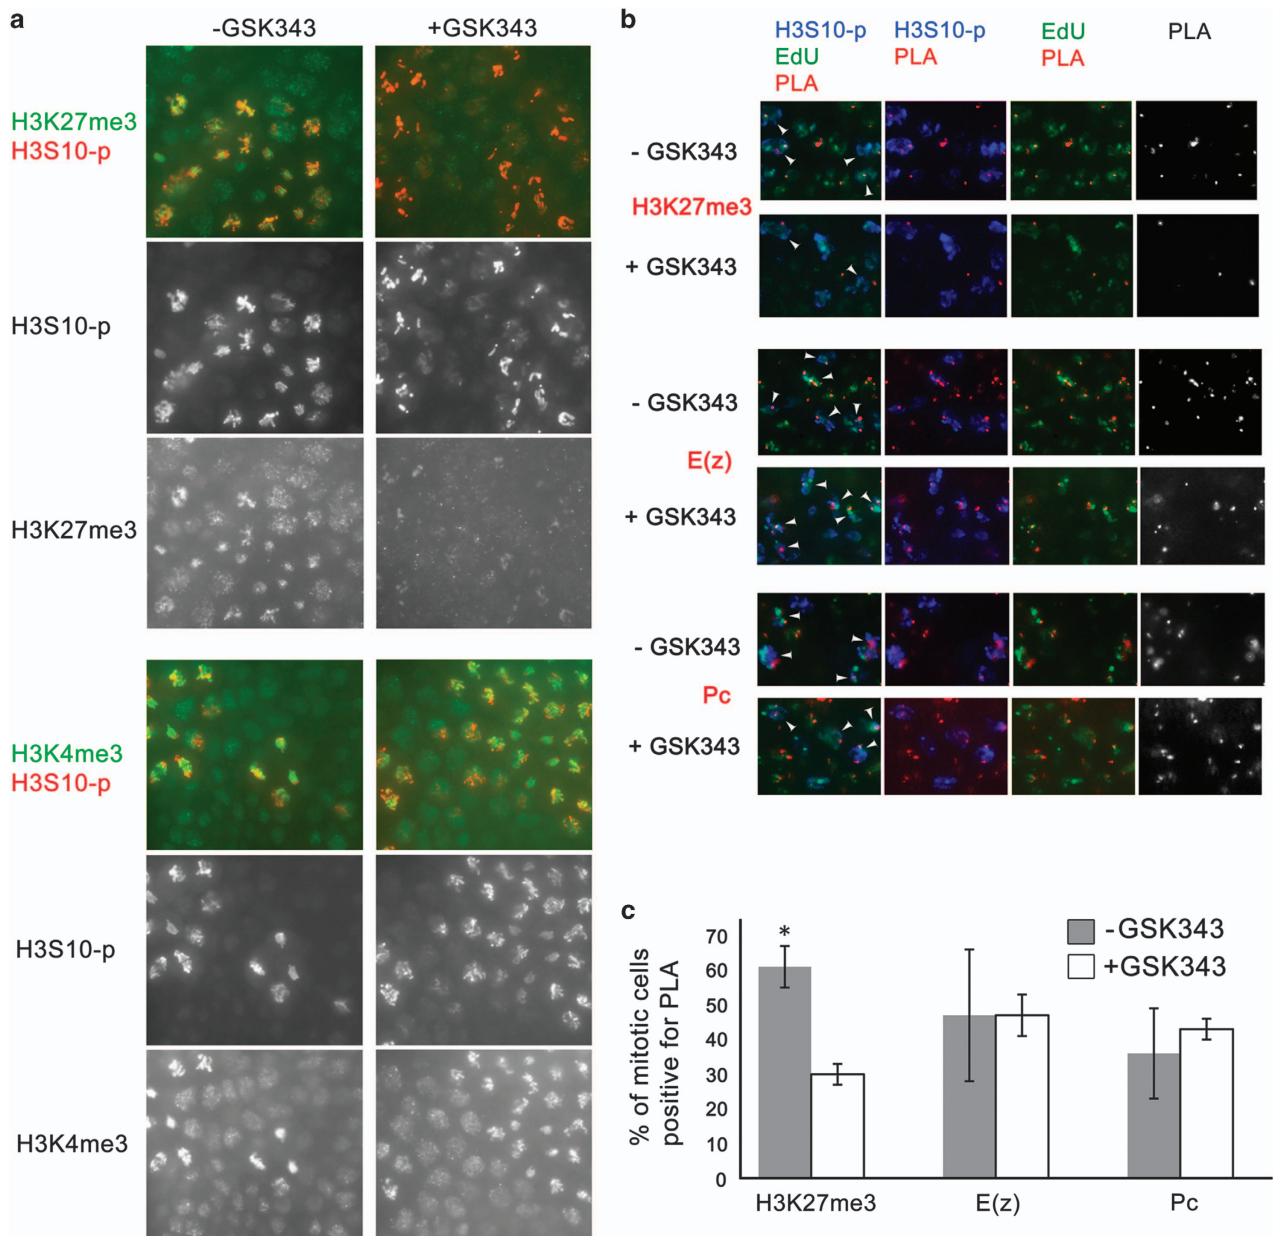 a
-GSK343 +GSK343
H3K27me3
H3S10-p
H3S10-p
H3K27me3
H3K4me3
H3S10-p
H3S10-p
H3K4me3
b
H3S10-p H3S10-p EdU PLA
EdU PLA PLA
PLA
- GSK343
H3K27me3
+ GSK343
- GSK343
E(z)
+ GSK343
- GSK343
Pc
+ GSK343
c
% of mitotic cells
positive for PLA
70
60
50
40
30
20
10
0
*
-GSK343
+GSK343
H3K27me3 E(z) Pc